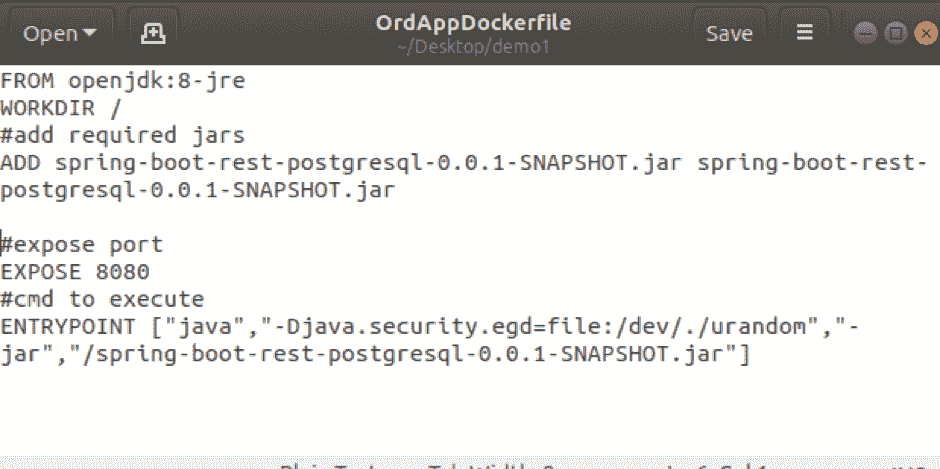 Open
OrdAppDockerfile
~/Desktop/demo1
Save
FROM openjdk:8-jre
WORKDIR /
#add required jars
ADD spring-boot-rest-postgresql-0.0.1-SNAPSHOT.jar spring-boot-rest-
postgresql-0.0.1-SNAPSHOT.jar
#expose port
EXPOSE 8080
#cmd to execute
ENTRYPOINT ["java","-Djava.security.egd=file:/dev/./urandom","-
jar","/spring-boot-rest-postgresql-0.0.1-SNAPSHOT.jar"]